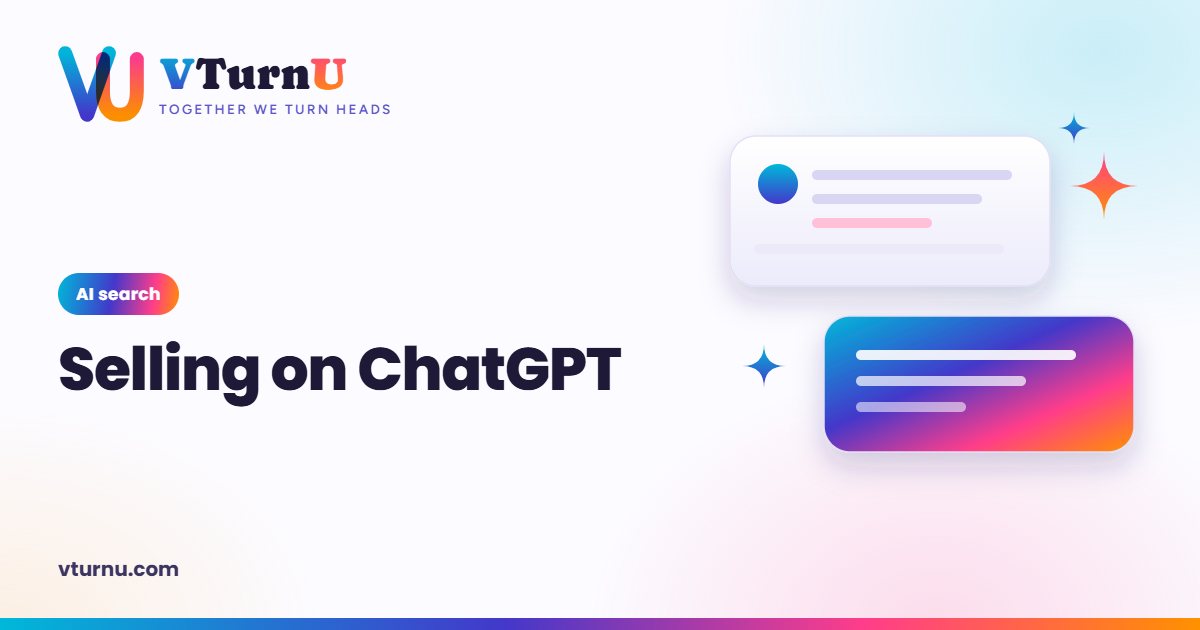 VTurnU
TOGETHER WE TURN HEADS
AI search
Selling on ChatGPT
vturnu.com